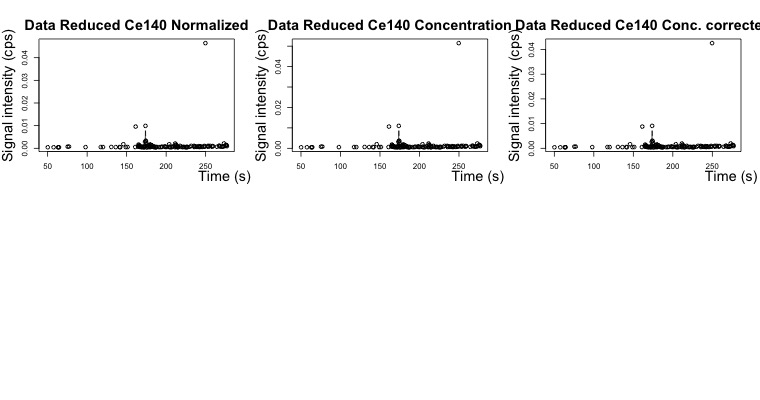 Data Reduced Ce140 Normalized
Signal intensity (cps)
0.00 0.01 0.02 0.03 0.04
50 100 150 200 250
Time (s)
Data Reduced Ce140 Concentration
Signal intensity (cps)
0.00 0.02 0.04
50 100 150 200 250
Time (s)
Data Reduced Ce140 Conc. correcte
Signal intensity (cps)
0.00 0.01 0.02 0.03 0.04
50 100 150 200 250
Time (s)